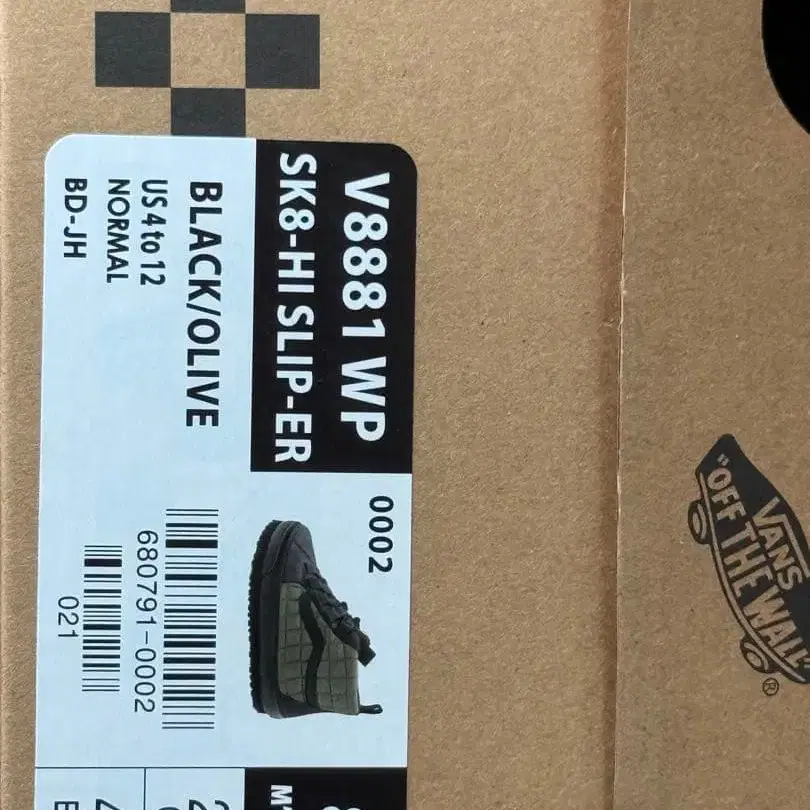 V8881 WP
SK8-HI SLIP-ER
BLACK/OLIVE
US 4 to 12
NORMAL
BD-JH
0002
680791-0002
021
VANS
"OFF THE WALL"
®